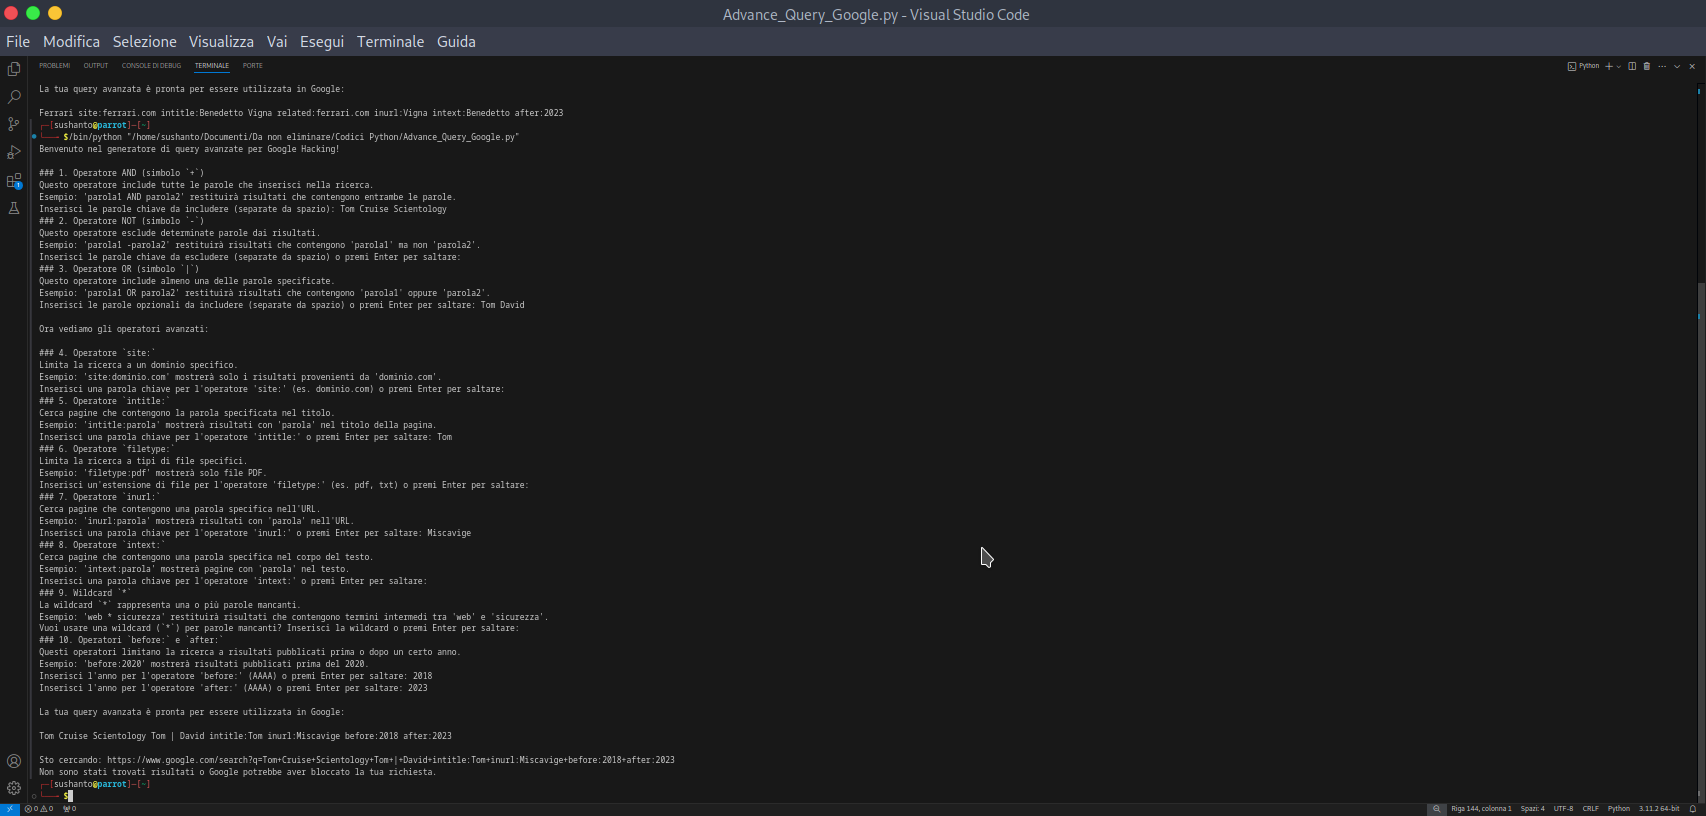 Advance_Query_Google.py - Visual Studio Code
File Modifica Selezione Visualizza Vai Esegui Terminale Guida
PROBLEMI OUTPUT CONSOLE DI DEBUG TERMINALE PORTE
Python
La tua query avanzata è pronta per essere utilizzata in Google:
Ferrari site:ferrari.com intitle:Benedetto Vigna related:ferrari.com inurl:Vigna intext:Benedetto after:2023
┌─[sushanto@parrot]─[~]
└──╼ $/bin/python "/home/sushanto/Documenti/Da non eliminare/Codici Python/Advance_Query_Google.py"
Benvenuto nel generatore di query avanzate per Google Hacking!
### 1. Operatore AND (simbolo `+`)
Questo operatore include tutte le parole che inserisci nella ricerca.
Esempio: 'parola1 AND parola2' restituirà risultati che contengono entrambe le parole.
Inserisci le parole chiave da includere (separate da spazio): Tom Cruise Scientology
### 2. Operatore NOT (simbolo `-`)
Questo operatore esclude determinate parole dai risultati.
Esempio: 'parola1 -parola2' restituirà risultati che contengono 'parola1' ma non 'parola2'.
Inserisci le parole chiave da escludere (separate da spazio) o premi Enter per saltare:
### 3. Operatore OR (simbolo `|`)
Questo operatore include almeno una delle parole specificate.
Esempio: 'parola1 OR parola2' restituirà risultati che contengono 'parola1' oppure 'parola2'.
Inserisci le parole opzionali da includere (separate da spazio) o premi Enter per saltare: Tom David
Ora vediamo gli operatori avanzati:
### 4. Operatore `site:`
Limita la ricerca a un dominio specifico.
Esempio: 'site:dominio.com' mostrerà solo i risultati provenienti da 'dominio.com'.
Inserisci una parola chiave per l'operatore 'site:' (es. dominio.com) o premi Enter per saltare:
### 5. Operatore `intitle:`
Cerca pagine che contengono la parola specificata nel titolo.
Esempio: 'intitle:parola' mostrerà risultati con 'parola' nel titolo della pagina.
Inserisci una parola chiave per l'operatore 'intitle:' o premi Enter per saltare: Tom
### 6. Operatore `filetype:`
Limita la ricerca a tipi di file specifici.
Esempio: 'filetype:pdf' mostrerà solo file PDF.
Inserisci un'estensione di file per l'operatore 'filetype:' (es. pdf, txt) o premi Enter per saltare:
### 7. Operatore `inurl:`
Cerca pagine che contengono una parola specifica nell'URL.
Esempio: 'inurl:parola' mostrerà risultati con 'parola' nell'URL.
Inserisci una parola chiave per l'operatore 'inurl:' o premi Enter per saltare: Miscavige
### 8. Operatore `intext:`
Cerca pagine che contengono una parola specifica nel corpo del testo.
Esempio: 'intext:parola' mostrerà pagine con 'parola' nel testo.
Inserisci una parola chiave per l'operatore 'intext:' o premi Enter per saltare:
### 9. Wildcard `*`
La wildcard `*` rappresenta una o più parole mancanti.
Esempio: 'web * sicurezza' restituirà risultati che contengono termini intermedi tra 'web' e 'sicurezza'.
Vuoi usare una wildcard (`*`) per parole mancanti? Inserisci la wildcard o premi Enter per saltare:
### 10. Operatori `before:` e `after:`
Questi operatori limitano la ricerca a risultati pubblicati prima o dopo un certo anno.
Esempio: 'before:2020' mostrerà risultati pubblicati prima del 2020.
Inserisci l'anno per l'operatore 'before:' (AAAA) o premi Enter per saltare: 2018
Inserisci l'anno per l'operatore 'after:' (AAAA) o premi Enter per saltare: 2023
La tua query avanzata è pronta per essere utilizzata in Google:
Tom Cruise Scientology Tom | David intitle:Tom inurl:Miscavige before:2018 after:2023
Sto cercando: https://www.google.com/search?q=Tom+Cruise+Scientology+Tom+|+David+intitle:Tom+inurl:Miscavige+before:2018+after:2023
Non sono stati trovati risultati o Google potrebbe aver bloccato la tua richiesta.
┌─[sushanto@parrot]─[~]
└──╼ $
1
0 0 0 Riga 144, colonna 1 Spazi: 4 UTF-8 CRLF Python 3.11.2 64-bit